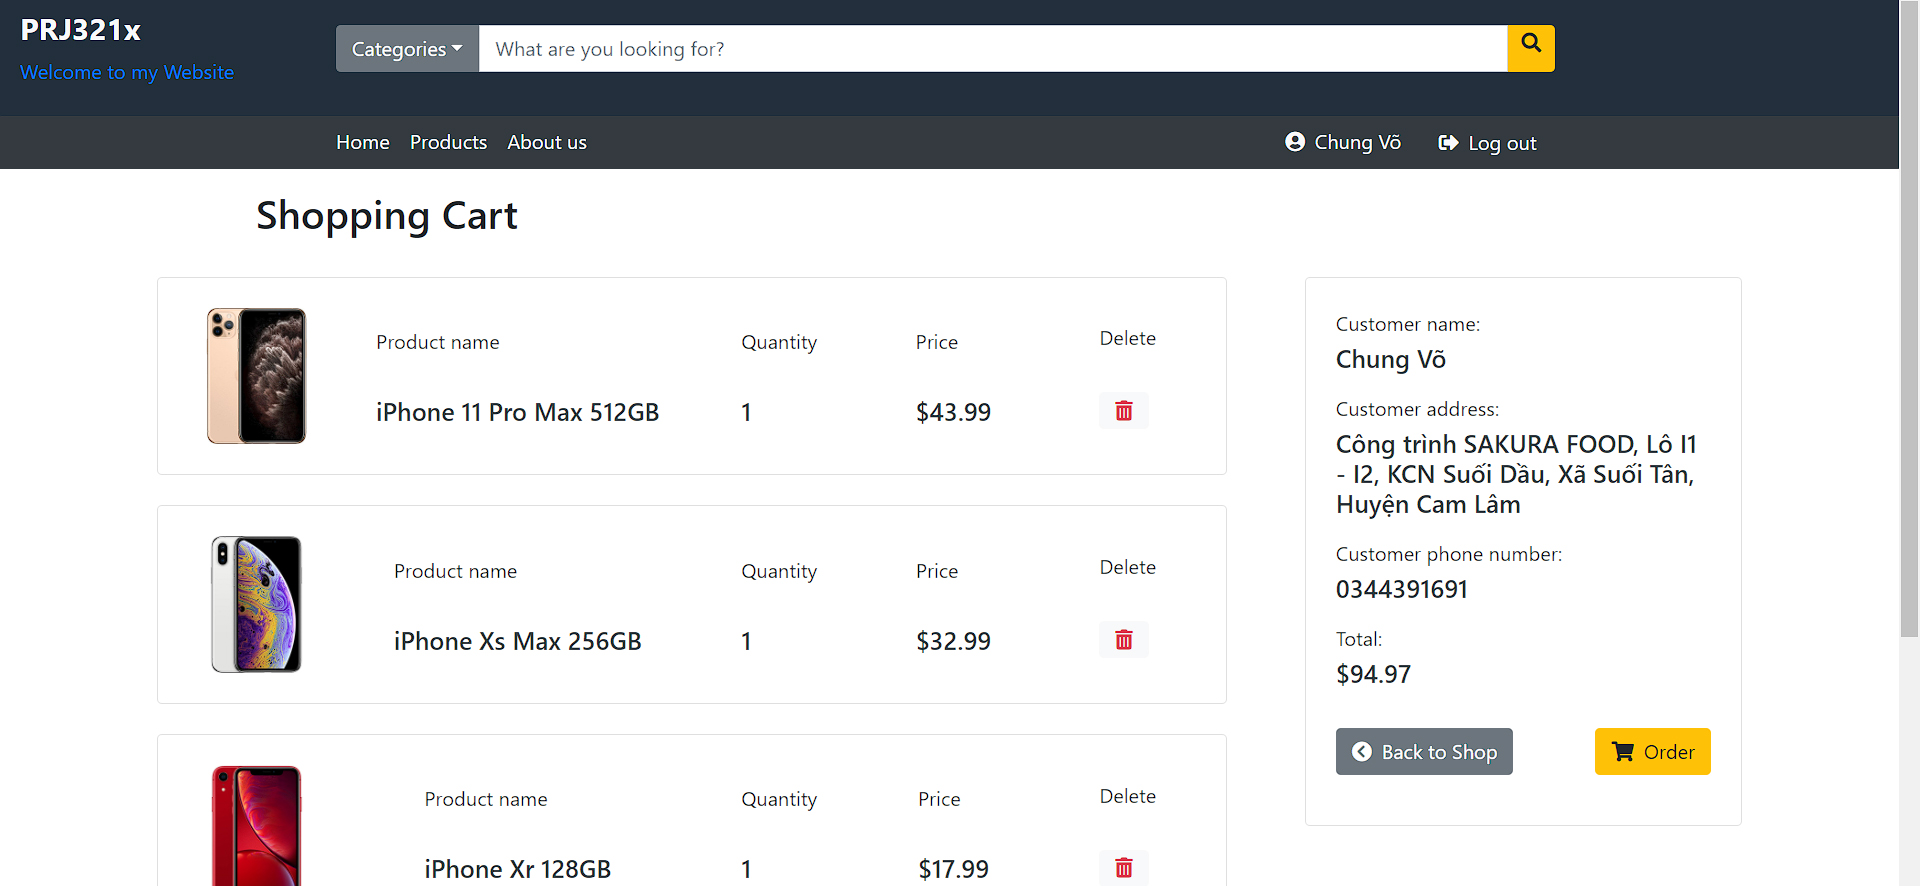 PRJ321x
Welcome to my Website
Categories
What are you looking for?
Home Products About us
Chung Võ
Log out
Shopping Cart
Product name Quantity Price Delete
iPhone 11 Pro Max 512GB 1 $43.99
Product name Quantity Price Delete
iPhone Xs Max 256GB 1 $32.99
Product name Quantity Price Delete
iPhone Xr 128GB 1 $17.99
Customer name:
Chung Võ
Customer address:
Công trình SAKURA FOOD, Lô I1
- I2, KCN Suối Dầu, Xã Suối Tân,
Huyện Cam Lâm
Customer phone number:
0344391691
Total:
$94.97
Back to Shop
Order